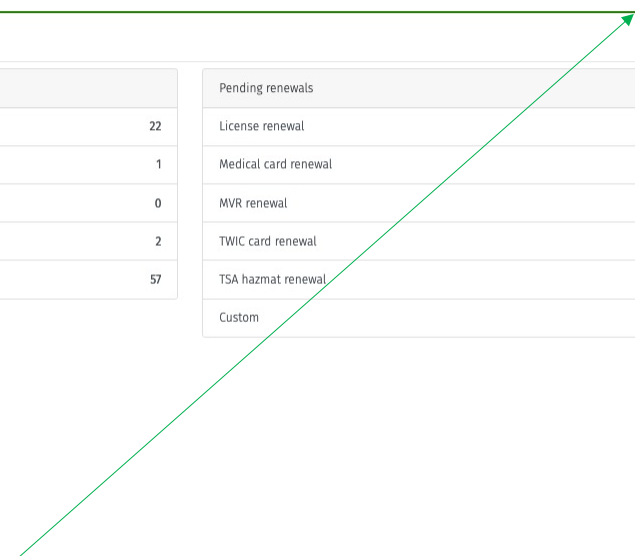 22
1
0
2
57
Pending renewals
License renewal
Medical card renewal
MVR renewal
TWIC card renewal
TSA hazmat renewal
Custom